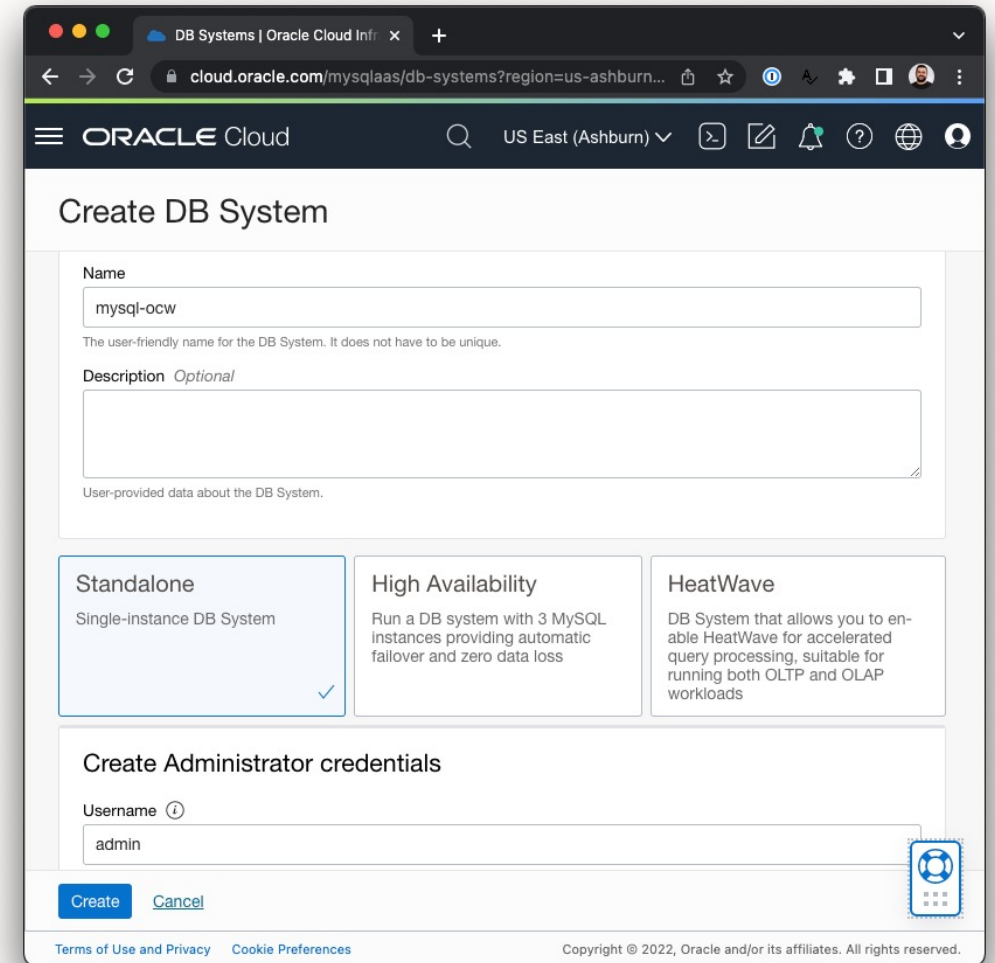 DB Systems | Oracle Cloud Infr
cloud.oracle.com/mysqlaas/db-systems?region=us-ashburn...
ORACLE Cloud
US East (Ashburn)
Create DB System
Name
mysql-ocw
The user-friendly name for the DB System. It does not have to be unique.
Description Optional
User-provided data about the DB System.
Standalone
Single-instance DB System
High Availability
Run a DB system with 3 MySQL
instances providing automatic
failover and zero data loss
HeatWave
DB System that allows you to en-
able HeatWave for accelerated
query processing, suitable for
running both OLTP and OLAP
workloads
Create Administrator credentials
Username
admin
Create Cancel
Terms of Use and Privacy Cookie Preferences Copyright © 2022, Oracle and/or its affiliates. All rights reserved.